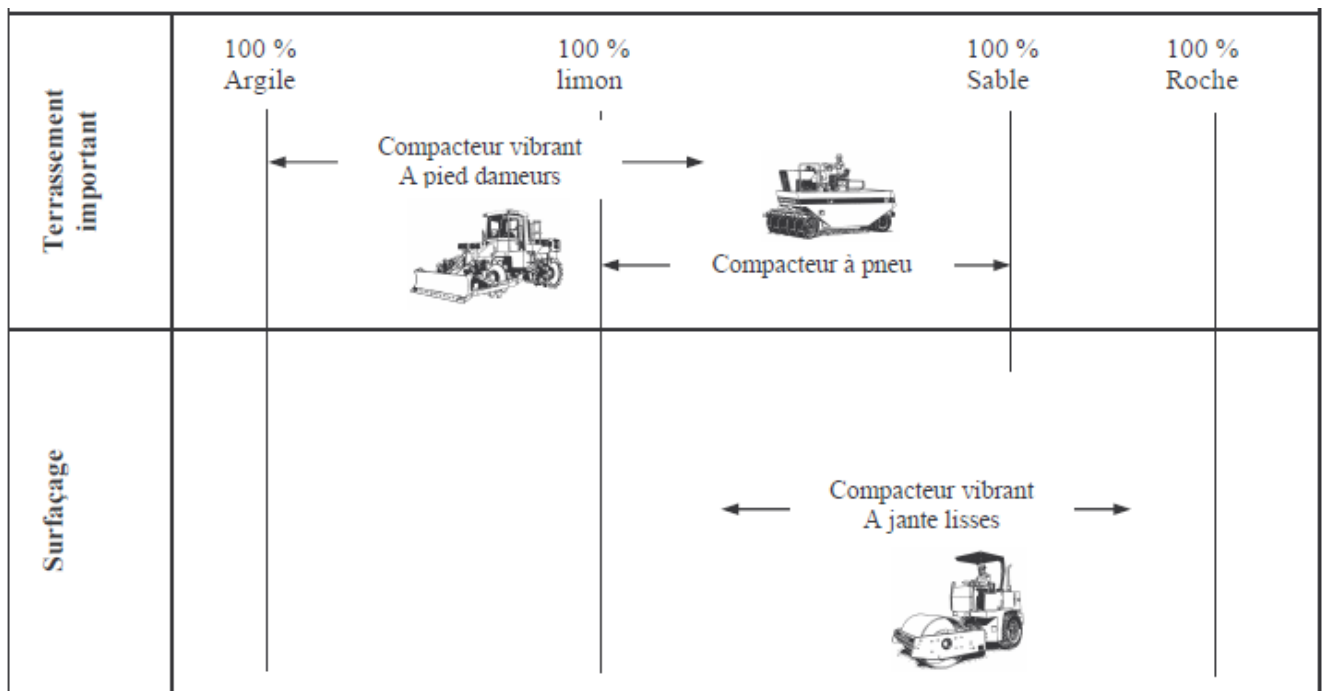 Terrassement
important
100 %
Argile
100 %
limon
100 %
Sable
100 %
Roche
Compacteur vibrant
A pied dameurs
Compacteur à pneu
Surfaçage
Compacteur vibrant
A jante lisses